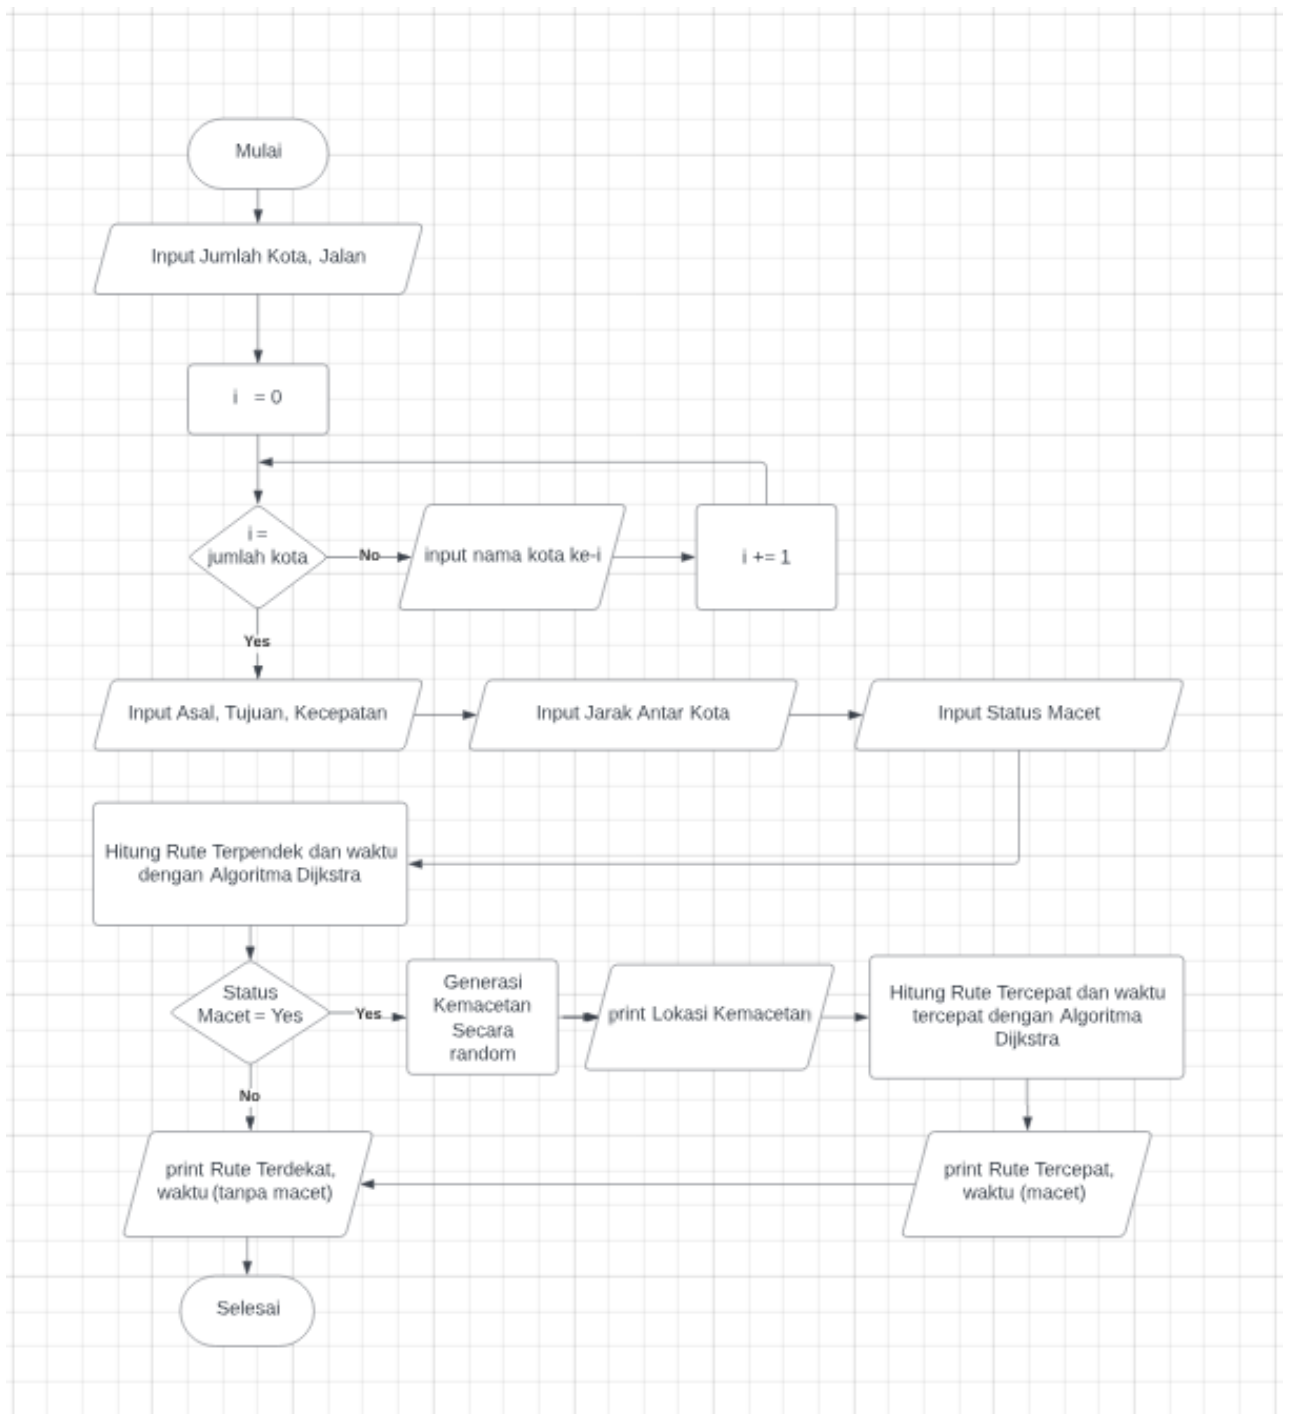 Mulai
Input Jumlah Kota, Jalan
i = 0
i =
jumlah kota
No
input nama kota ke-i
i += 1
Yes
Input Asal, Tujuan, Kecepatan
Input Jarak Antar Kota
Input Status Macet
Hitung Rute Terpendek dan waktu
dengan Algoritma Dijkstra
Status
Macet = Yes
Yes
Generasi
Kemacetan
Secara
random
print Lokasi Kemacetan
Hitung Rute Tercepat dan waktu
tercepat dengan Algoritma
Dijkstra
No
print Rute Terdekat,
waktu (tanpa macet)
print Rute Tercepat,
waktu (macet)
Selesai